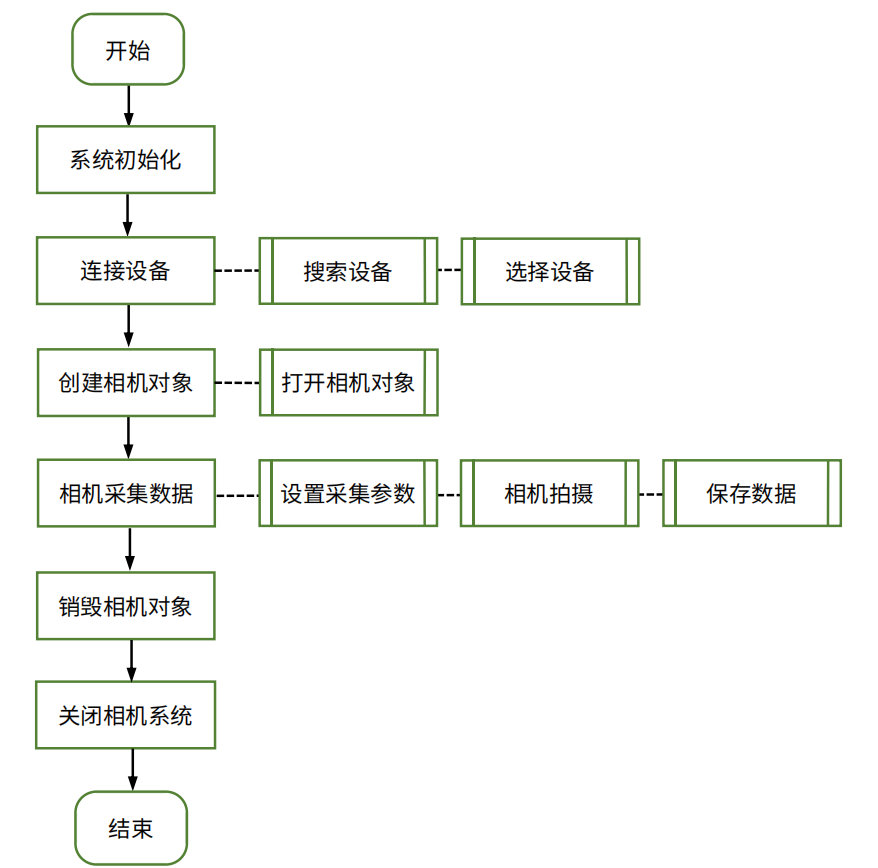 开始
系统初始化
连接设备
搜索设备
选择设备
创建相机对象
打开相机对象
相机采集数据
设置采集参数
相机拍摄
保存数据
销毁相机对象
关闭相机系统
结束